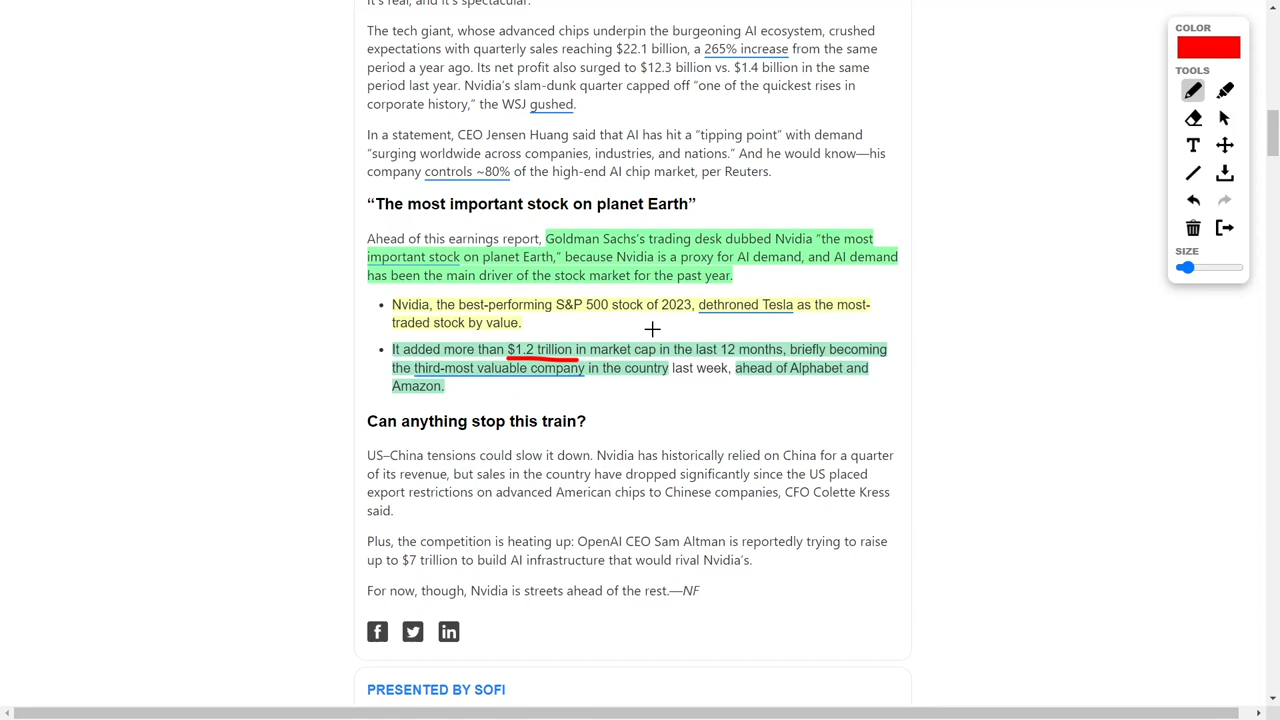 It's real, and it's spectacular.
The tech giant, whose advanced chips underpin the burgeoning AI ecosystem, crushed
expectations with quarterly sales reaching $22.1 billion, a 265% increase from the same
period a year ago. Its net profit also surged to $12.3 billion vs. $1.4 billion in the same
period last year. Nvidia's slam-dunk quarter capped off “one of the quickest rises in
corporate history,” the WSJ gushed.
In a statement, CEO Jensen Huang said that AI has hit a “tipping point” with demand
“surging worldwide across companies, industries, and nations.” And he would know—his
company controls ~80% of the high-end AI chip market, per Reuters.
“The most important stock on planet Earth”
Ahead of this earnings report, Goldman Sachs's trading desk dubbed Nvidia “the most
important stock on planet Earth,” because Nvidia is a proxy for AI demand, and AI demand
has been the main driver of the stock market for the past year.
• Nvidia, the best-performing S&P 500 stock of 2023, dethroned Tesla as the most-
traded stock by value.
• It added more than $1.2 trillion in market cap in the last 12 months, briefly becoming
the third-most valuable company in the country last week, ahead of Alphabet and
Amazon.
Can anything stop this train?
US–China tensions could slow it down. Nvidia has historically relied on China for a quarter
of its revenue, but sales in the country have dropped significantly since the US placed
export restrictions on advanced American chips to Chinese companies, CFO Colette Kress
said.
Plus, the competition is heating up: OpenAI CEO Sam Altman is reportedly trying to raise
up to $7 trillion to build AI infrastructure that would rival Nvidia's.
For now, though, Nvidia is streets ahead of the rest.—NF
PRESENTED BY SOFI
COLOR
TOOLS
SIZE